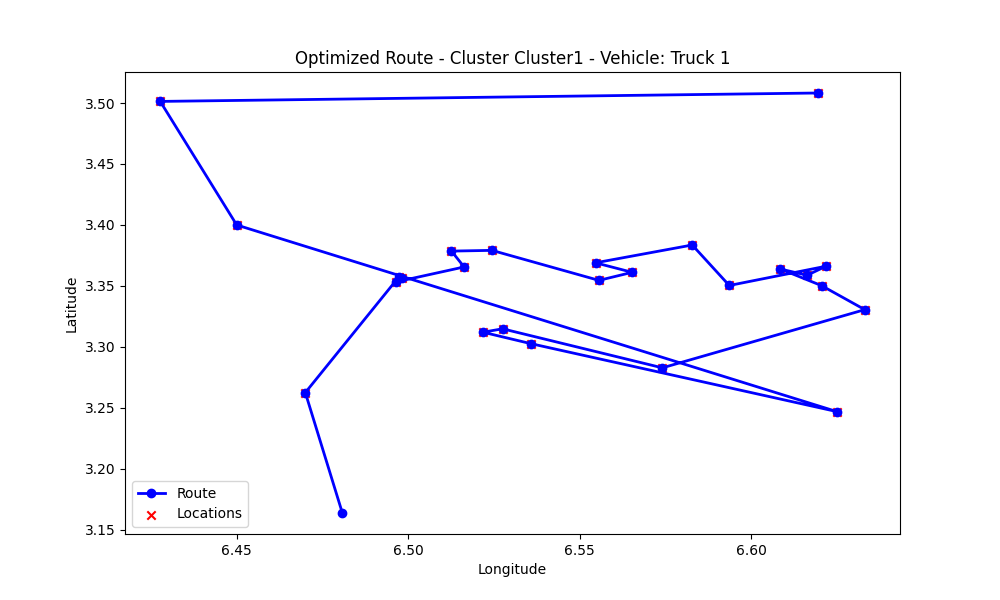 Optimized Route - Cluster Cluster1 - Vehicle: Truck 1
Latitude
3.50
3.45
3.40
3.35
3.30
3.25
3.20
3.15
Route
Locations
6.45
6.50
6.55
6.60
Longitude